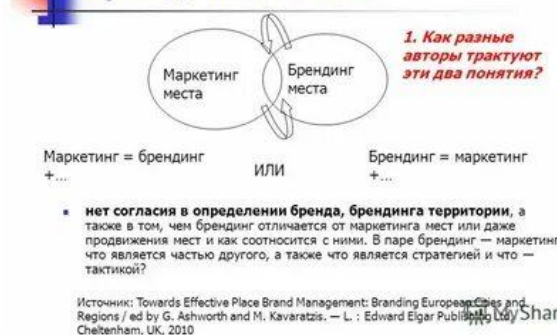 1. Как разные
авторы трактуют
эти два понятия?
Маркетинг
места
Брендинг
места
Маркетинг = брендинг
+...
ИЛИ
Брендинг = маркетинг
+...
нет согласия в определении бренда, брендинга территории, а
также в том, чем брендинг отличается от маркетинга мест или даже
продвижения мест и как соотносится с ними. В паре брендинг — маркетинг
что является частью другого, а также что является стратегией и что —
тактикой?
Источник: Towards Effective Place Brand Management: Branding European Cities and
Regions / ed by G. Ashworth and M. Kavaratzis. — L. : Edward Elgar Publishing Ltd,
Cheltenham, UK, 2010